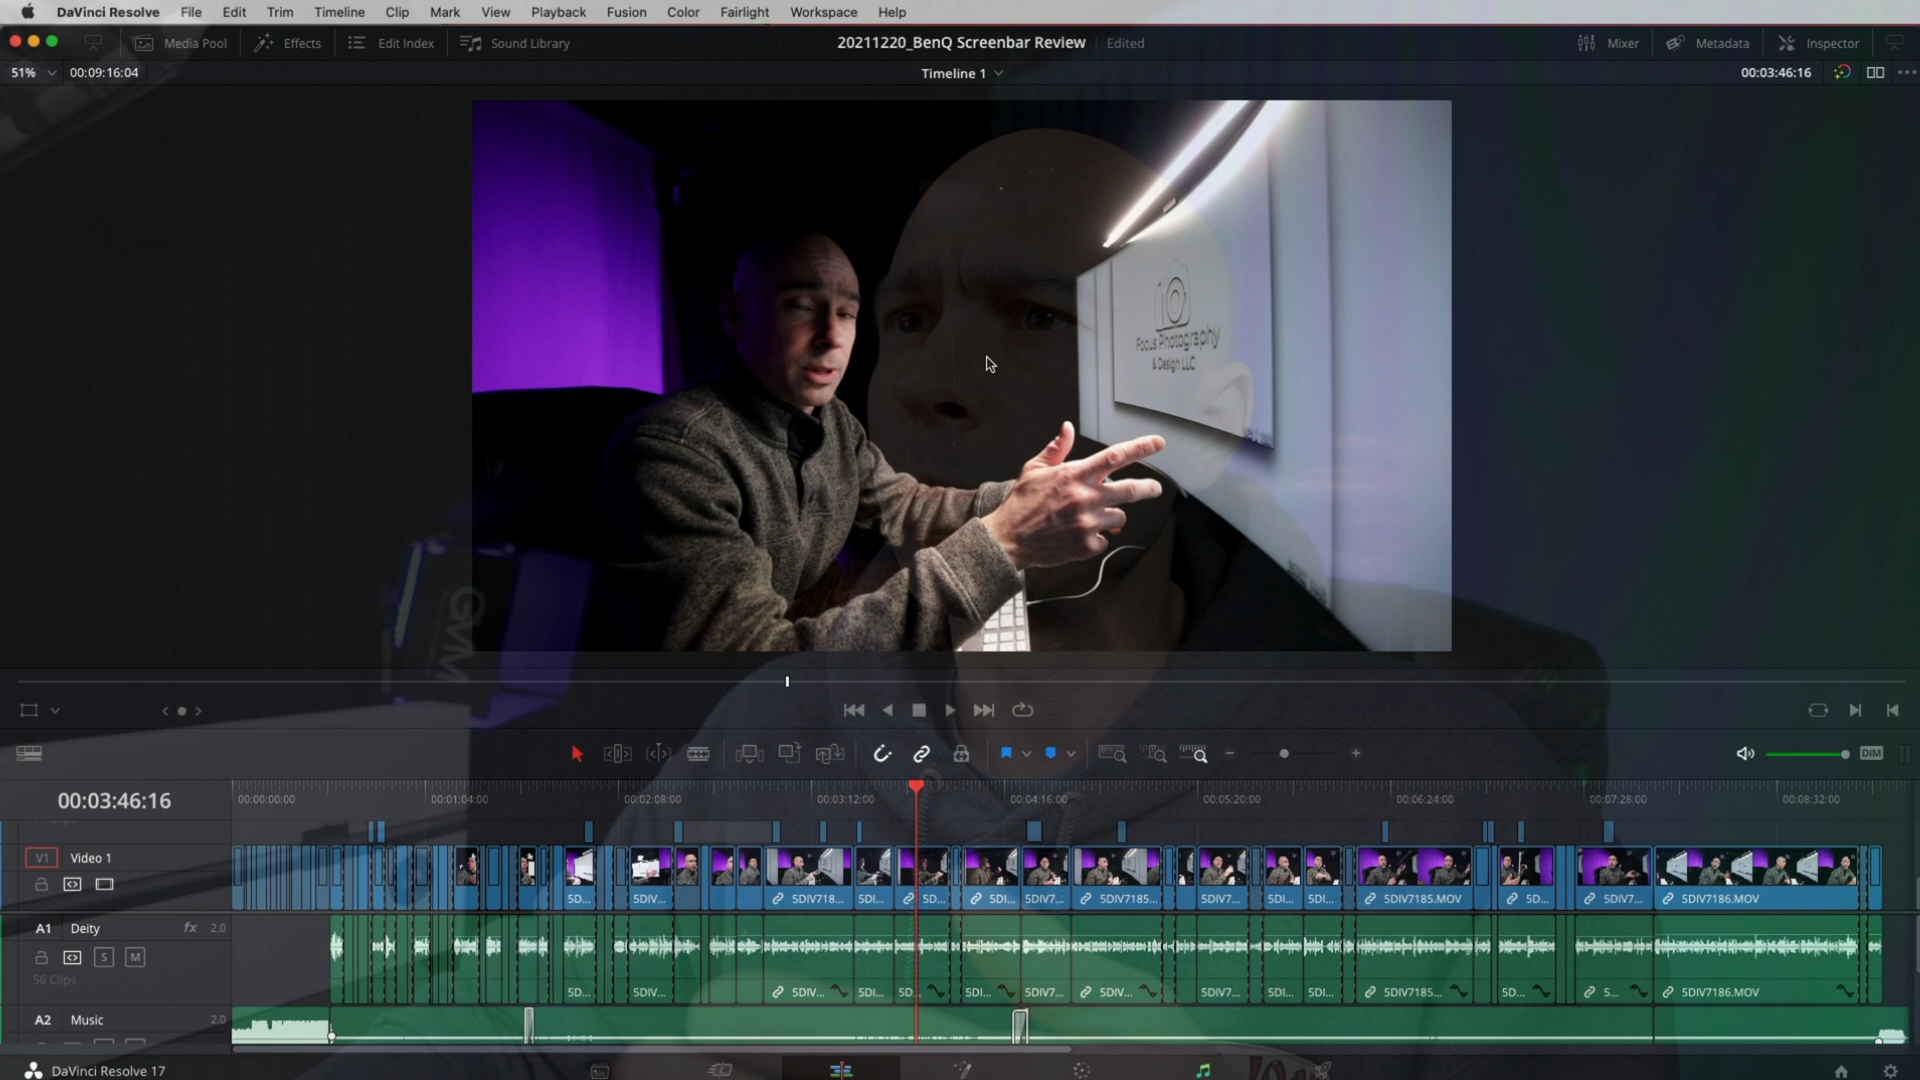 DaVinci Resolve File Edit Trim Timeline Clip Mark View Playback Fusion Color Fairlight Workspace Help
Media Pool Effects Edit Index Sound Library 20211220_BenQ Screenbar Review Edited Mixer Metadata Inspector
51% 00:09:16:04 Timeline 1 00:03:46:16
Focus Photography
& Design LLC
GVM
DIM
00:03:46:16 00:00:00:00 00:01:04:00 00:02:08:00 00:03:12:00 00:04:16:00 00:05:20:00 00:06:24:00 00:07:28:00 00:08:32:00
V1 Video 1
5D... 5DIV... 5DIV718... 5DI... 5D... 5DI... 5DIV7... 5DIV7185... 5DIV7... 5DI... 5DI... 5DIV7185.MOV 5D... 5DIV7... 5DIV7186.MOV
A1 Deity fx 2.0
S M
56 Clips
5D... 5DIV... 5DIV... 5DI... 5D... 5DI... 5DIV7... 5DIV... 5DIV7... 5DI... 5DI... 5DIV7185... 5D... 5... 5DIV7186.MOV
A2 Music 2.0
DaVinci Resolve 17